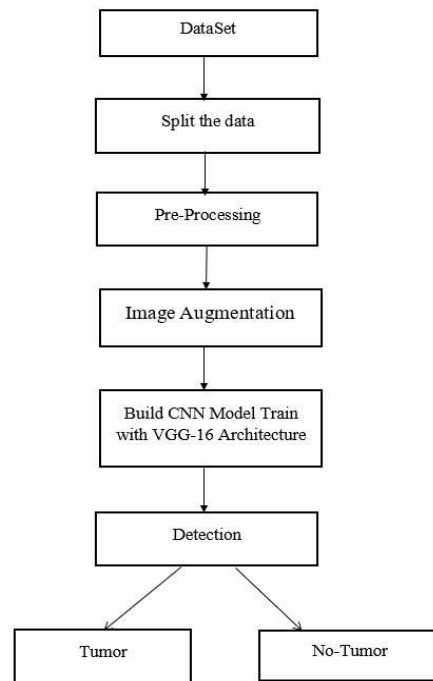 DataSet
Split the data
Pre-Processing
Image Augmentation
Build CNN Model Train
with VGG-16 Architecture
Detection
Tumor
No-Tumor